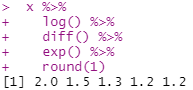 > x %>%
+ log() %>%
+ diff() %>%
+ exp() %>%
+ round(1)
[1] 2.0 1.5 1.3 1.2 1.2